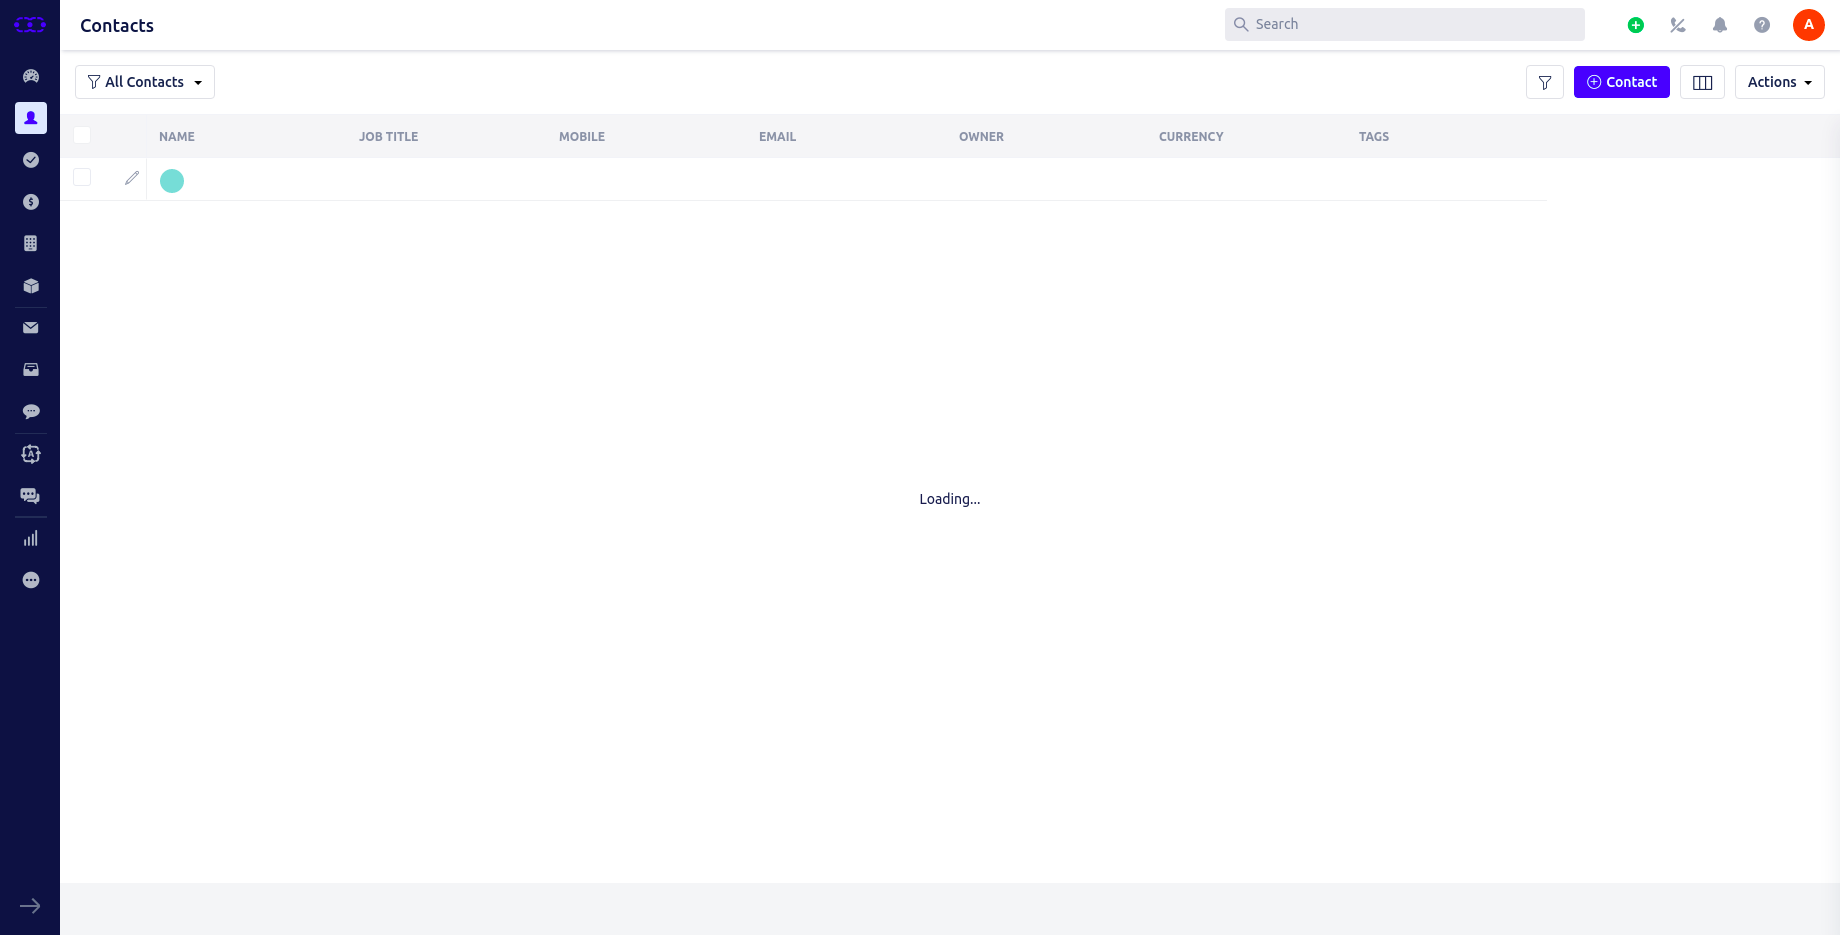 Contacts
Search
A
All Contacts
Contact
Actions
NAME
JOB TITLE
MOBILE
EMAIL
OWNER
CURRENCY
TAGS
Loading...